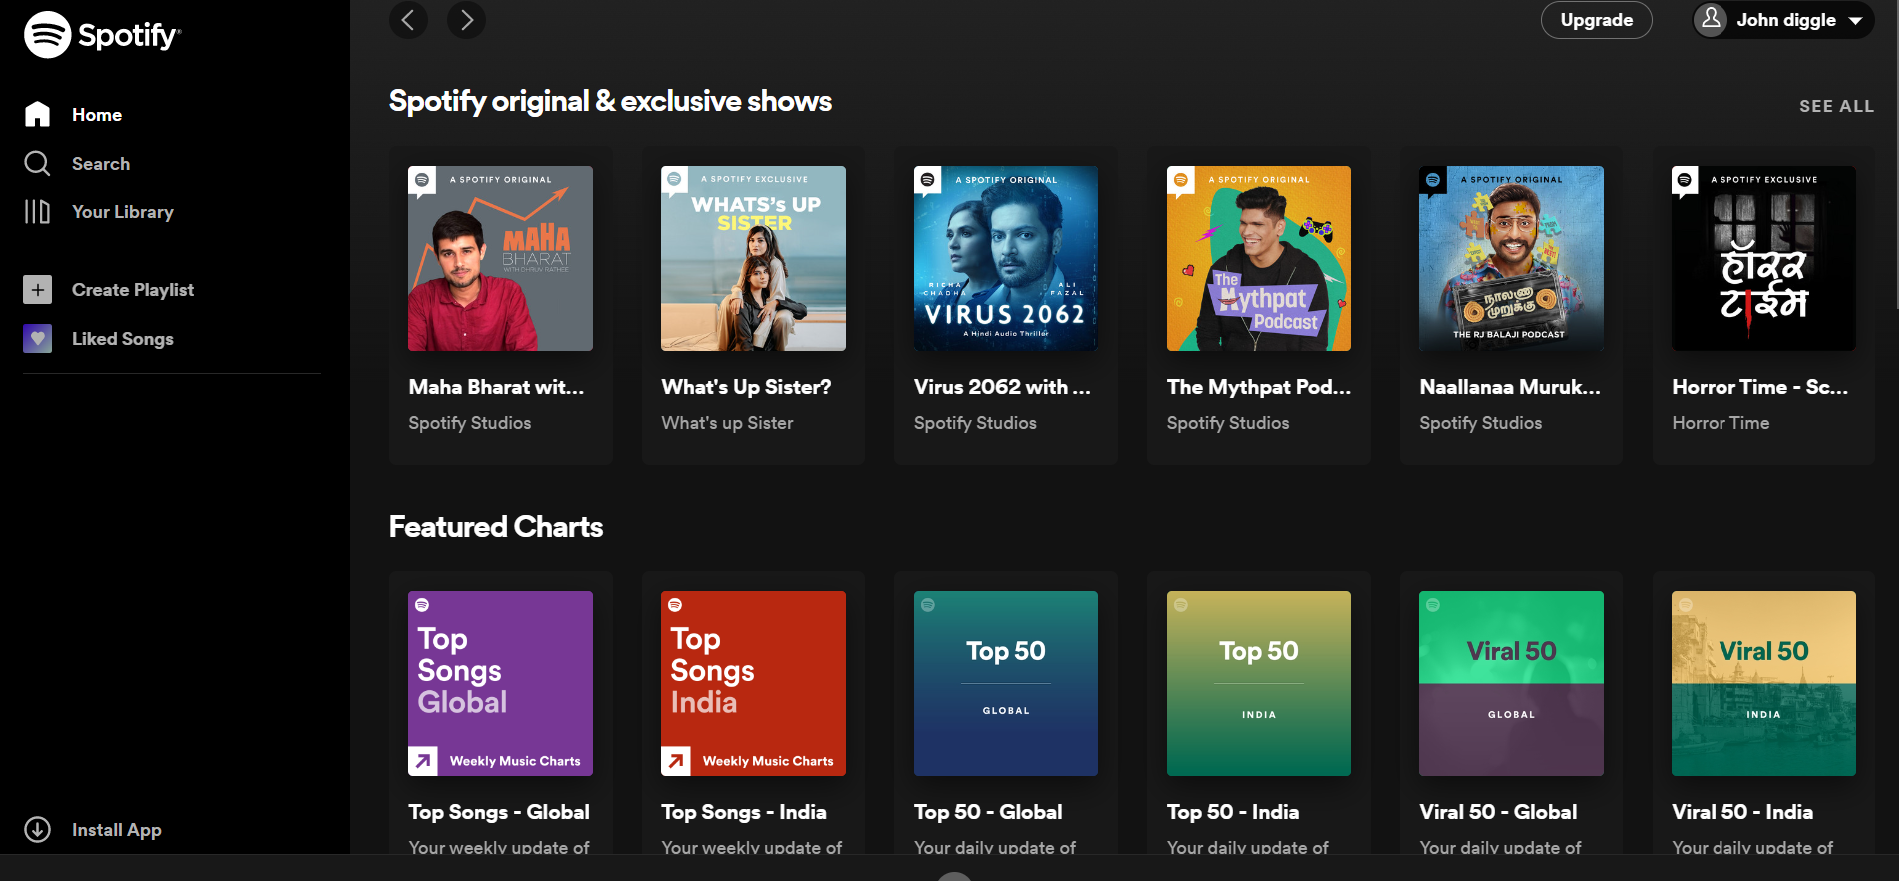 Spotify
Upgrade
John diggle
Home
Search
Your Library
Create Playlist
Liked Songs
Install App
Spotify original & exclusive shows
SEE ALL
A SPOTIFY ORIGINAL
MAHA
BHARAT
WITH DHRUV RATHEE
Maha Bharat wit...
Spotify Studios
A SPOTIFY EXCLUSIVE
WHATS's UP
SISTER
What's Up Sister?
What's up Sister
A SPOTIFY ORIGINAL
RICHA
CHADHA
ALI
FAZAL
VIRUS 2062
A Hindi Audio Thriller
Virus 2062 with ...
Spotify Studios
A SPOTIFY ORIGINAL
The
Mythpat
Podcast
The Mythpat Pod...
Spotify Studios
A SPOTIFY ORIGINAL
நாலணா
முறுக்கு
THE RJ BALAJI PODCAST
Naallanaa Muruk...
Spotify Studios
A SPOTIFY EXCLUSIVE
हॉरर
टाईम
Horror Time - Sc...
Horror Time
Featured Charts
Top
Songs
Global
Weekly Music Charts
Top Songs - Global
Your weekly update of
Top
Songs
India
Weekly Music Charts
Top Songs - India
Your weekly update of
Top 50
GLOBAL
Top 50 - Global
Your daily update of
Top 50
INDIA
Top 50 - India
Your daily update of
Viral 50
GLOBAL
Viral 50 - Global
Your daily update of
Viral 50
INDIA
Viral 50 - India
Your daily update of